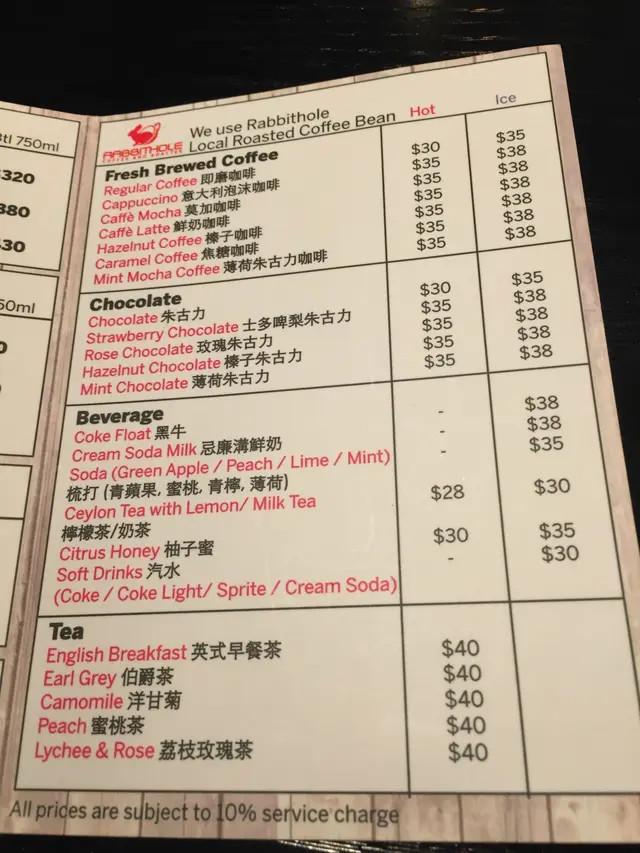 Btl 750ml
320
380
30
50ml
RABBITHOLE
We use Rabbithole
Local Roasted Coffee Bean
Hot Ice
Fresh Brewed Coffee
Regular Coffee 即磨咖啡 $30 $35
Cappuccino 意大利泡沫咖啡 $35 $38
Caffè Mocha 莫加咖啡 $35 $38
Caffè Latte 鮮奶咖啡 $35 $38
Hazelnut Coffee 榛子咖啡 $35 $38
Caramel Coffee 焦糖咖啡 $35 $38
Mint Mocha Coffee 薄荷朱古力咖啡 $35 $38
Chocolate
Chocolate 朱古力 $30 $35
Strawberry Chocolate 士多啤梨朱古力 $35 $38
Rose Chocolate 玫瑰朱古力 $35 $38
Hazelnut Chocolate 榛子朱古力 $35 $38
Mint Chocolate 薄荷朱古力 $35 $38
Beverage
Coke Float 黑牛 - $38
Cream Soda Milk 忌廉溝鮮奶 - $38
Soda (Green Apple / Peach / Lime / Mint) - $35
梳打 (青蘋果, 蜜桃, 青檸, 薄荷)
Ceylon Tea with Lemon/ Milk Tea $28 $30
檸檬茶/奶茶
Citrus Honey 柚子蜜 $30 $35
Soft Drinks 汽水 - $30
(Coke / Coke Light/ Sprite / Cream Soda)
Tea
English Breakfast 英式早餐茶 $40
Earl Grey 伯爵茶 $40
Camomile 洋甘菊 $40
Peach 蜜桃茶 $40
Lychee & Rose 荔枝玫瑰茶 $40
All prices are subject to 10% service charge